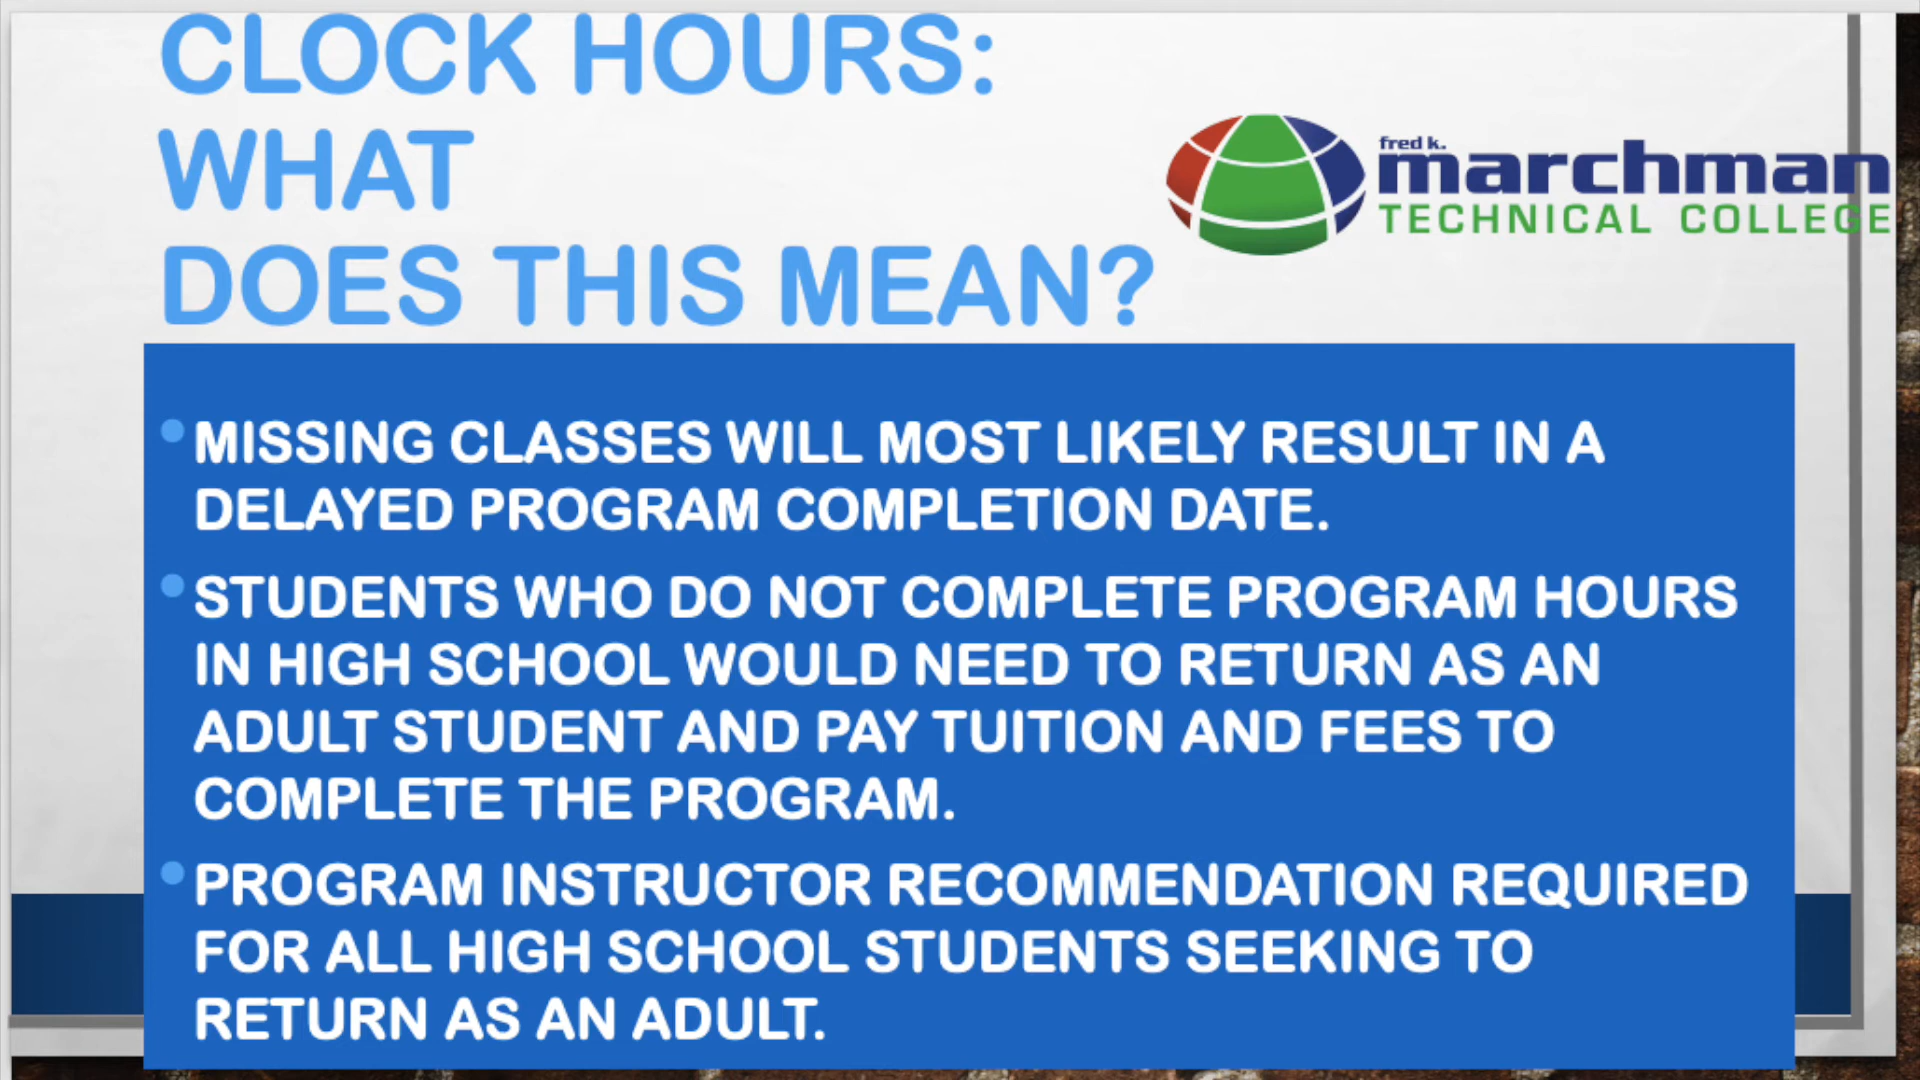 CLOCK HOURS:
WHAT
DOES THIS MEAN?
fred k.
marchman
TECHNICAL COLLEGE
• MISSING CLASSES WILL MOST LIKELY RESULT IN A
DELAYED PROGRAM COMPLETION DATE.
• STUDENTS WHO DO NOT COMPLETE PROGRAM HOURS
IN HIGH SCHOOL WOULD NEED TO RETURN AS AN
ADULT STUDENT AND PAY TUITION AND FEES TO
COMPLETE THE PROGRAM.
• PROGRAM INSTRUCTOR RECOMMENDATION REQUIRED
FOR ALL HIGH SCHOOL STUDENTS SEEKING TO
RETURN AS AN ADULT.